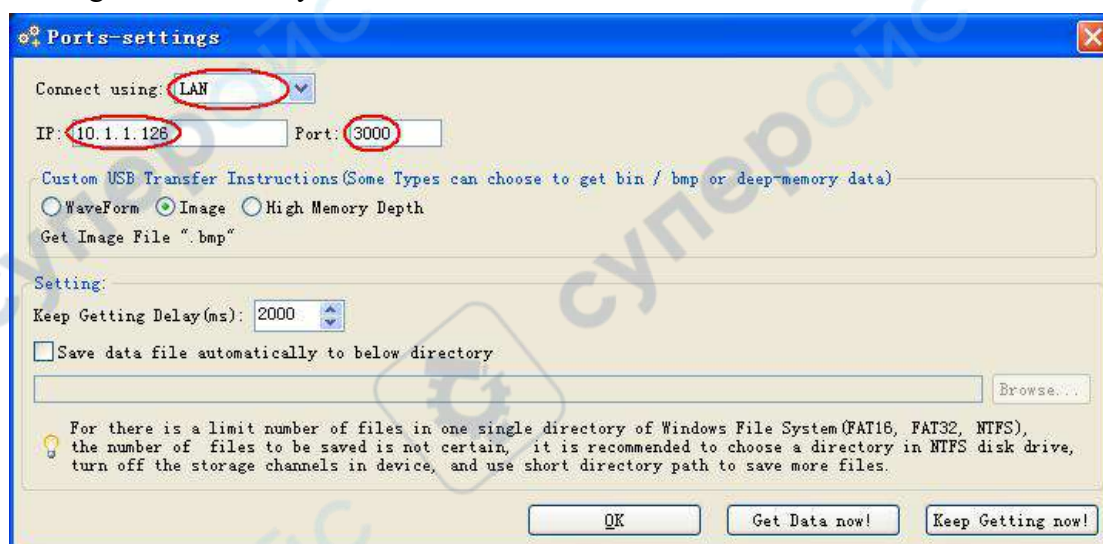 Ports-settings
Connect using: LAN
IP: 10.1.1.126 Port: 3000
Custom USB Transfer Instructions(Some Types can choose to get bin / bmp or deep-memory data)
WaveForm Image High Memory Depth
Get Image File ".bmp"
Setting:
Keep Getting Delay(ms): 2000
Save data file automatically to below directory
Browse...
For there is a limit number of files in one single directory of Windows File System(FAT16, FAT32, NTFS),
the number of files to be saved is not certain, it is recommended to choose a directory in NTFS disk drive,
turn off the storage channels in device, and use short directory path to save more files.
OK Get Data now! Keep Getting now!
суперайс